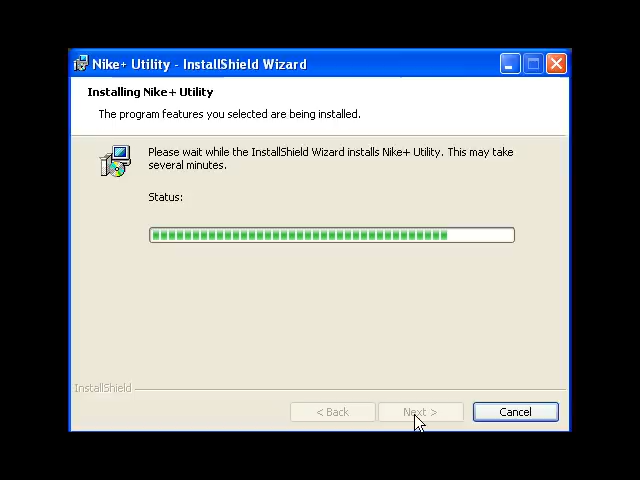 Nike+ Utility - InstallShield Wizard
Installing Nike+ Utility
The program features you selected are being installed.
Please wait while the InstallShield Wizard installs Nike+ Utility. This may take
several minutes.
Status:
InstallShield
< Back
Next >
Cancel